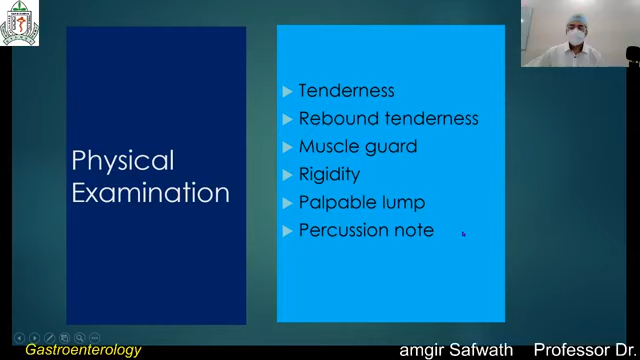 Physical
Examination
Tenderness
Rebound tenderness
Muscle guard
Rigidity
Palpable lump
Percussion note
Gastroenterology
amgir Safwath Professor Dr.